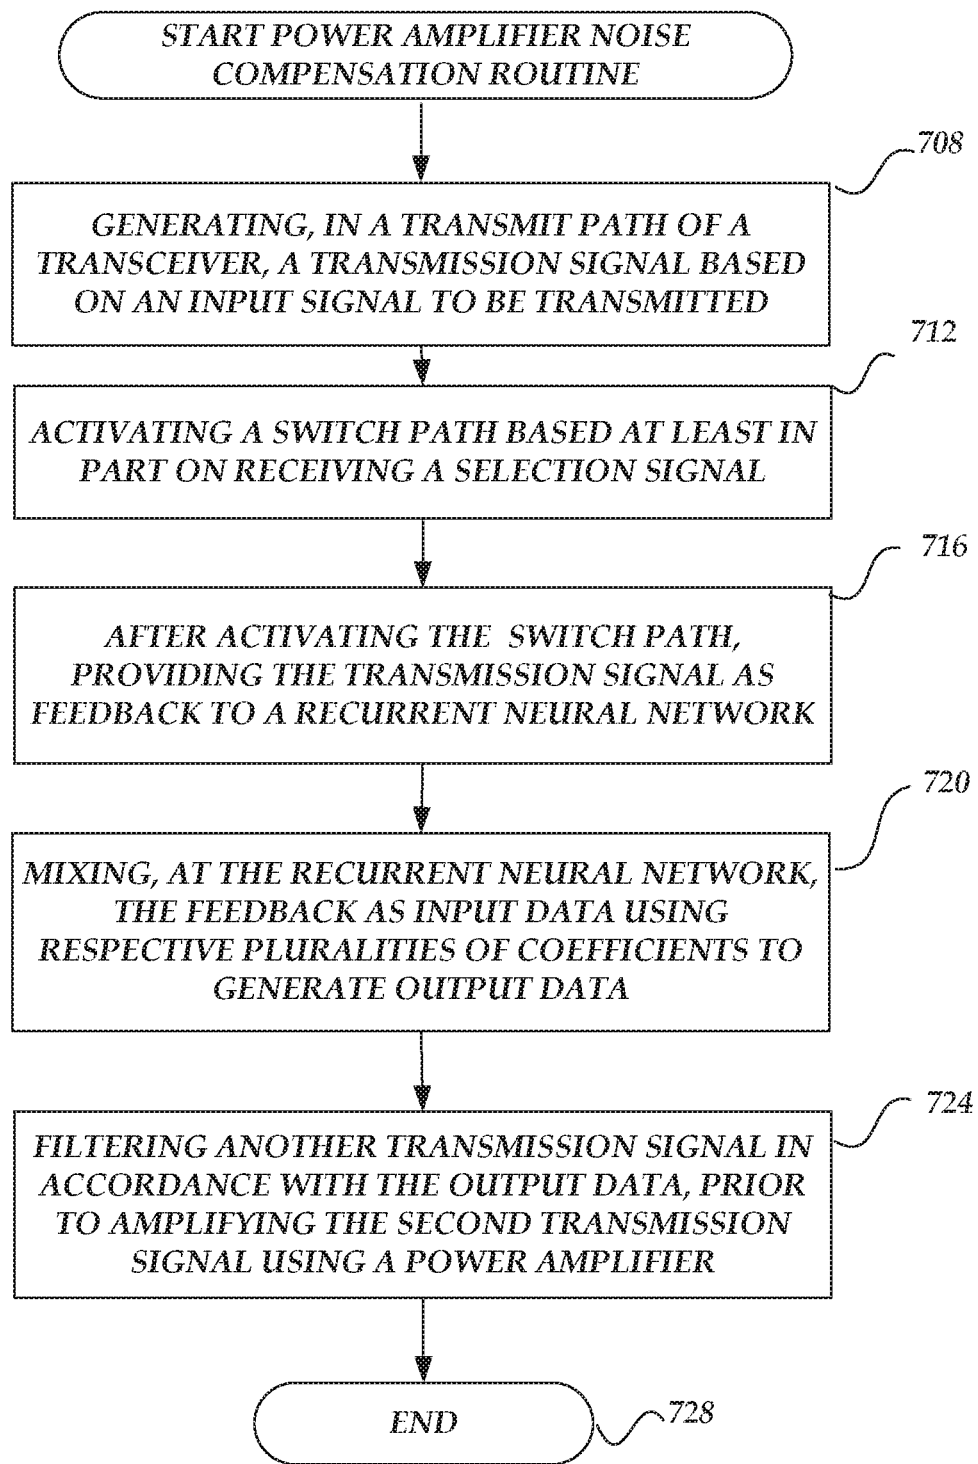 START POWER AMPLIFIER NOISE
COMPENSATION ROUTINE
708
GENERATING, IN A TRANSMIT PATH OF A
TRANSCEIVER, A TRANSMISSION SIGNAL BASED
ON AN INPUT SIGNAL TO BE TRANSMITTED
712
ACTIVATING A SWITCH PATH BASED AT LEAST IN
PART ON RECEIVING A SELECTION SIGNAL
716
AFTER ACTIVATING THE SWITCH PATH,
PROVIDING THE TRANSMISSION SIGNAL AS
FEEDBACK TO A RECURRENT NEURAL NETWORK
720
MIXING, AT THE RECURRENT NEURAL NETWORK,
THE FEEDBACK AS INPUT DATA USING
RESPECTIVE PLURALITIES OF COEFFICIENTS TO
GENERATE OUTPUT DATA
724
FILTERING ANOTHER TRANSMISSION SIGNAL IN
ACCORDANCE WITH THE OUTPUT DATA, PRIOR
TO AMPLIFYING THE SECOND TRANSMISSION
SIGNAL USING A POWER AMPLIFIER
END
728